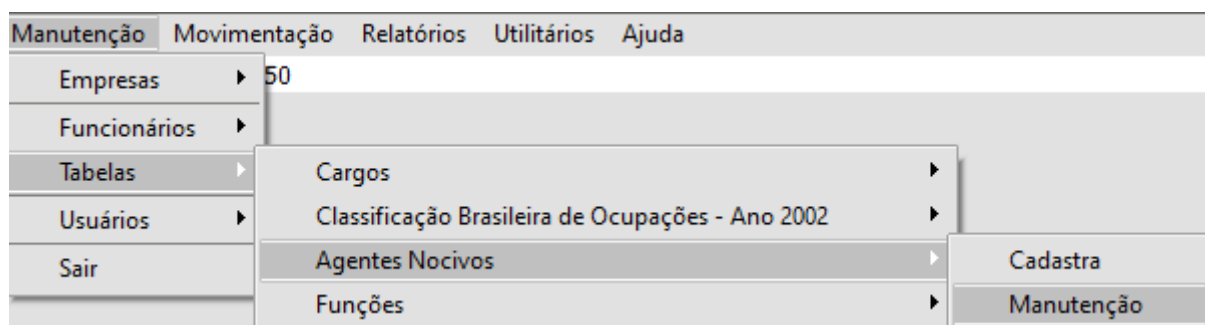 Manutenção Movimentação Relatórios Utilitários Ajuda
Empresas 50
Funcionários
Tabelas Cargos
Usuários Classificação Brasileira de Ocupações - Ano 2002
Sair Agentes Nocivos Cadastra
Funções Manutenção